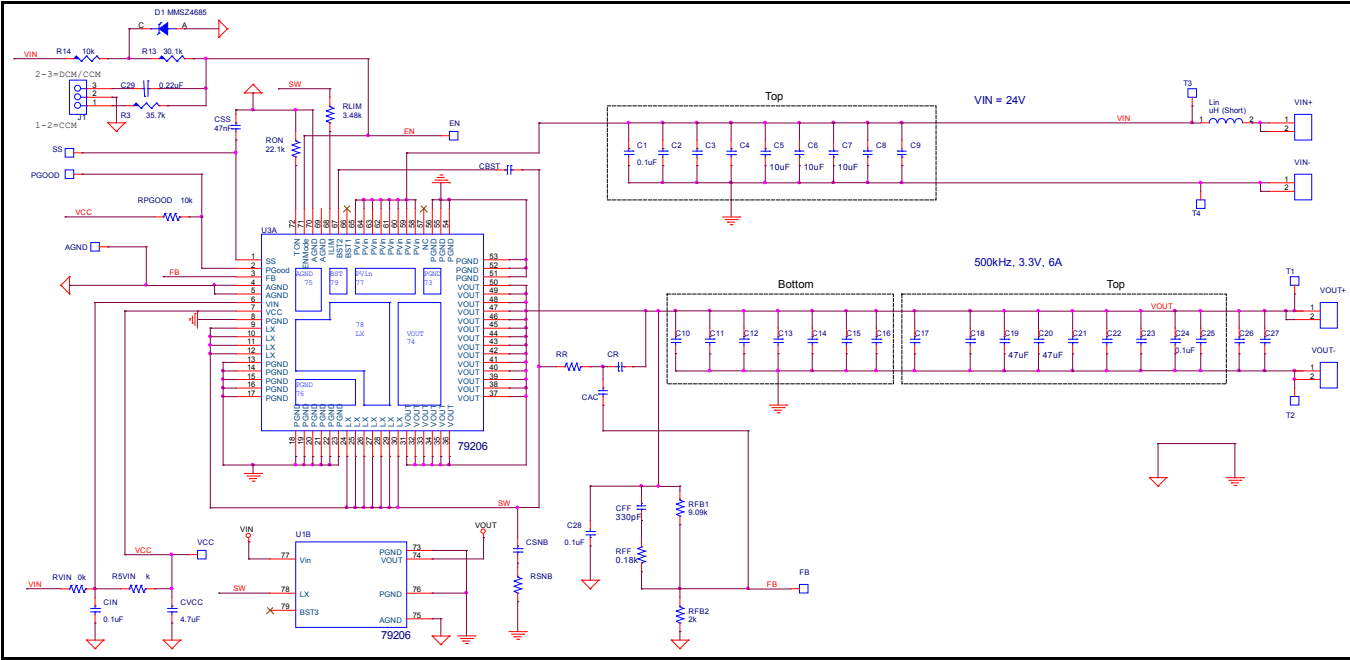 D1 MMSZ4685
C A
VIN R14 10k R13 30.1k
2-3=DCM/CCM
C29 0.22uF
3
2
1
J1
R3 35.7k
1-2=CCM
SW
RLIM
3.48k
CSS
47nF
RON
22.1k
EN
EN
SS
PGOOD
CBST
RPGOOD 10k
VCC
AGND
FB
Top
VIN = 24V
C1
0.1uF
C2
C3
C4
C5
10uF
C6
10uF
C7
10uF
C8
C9
VIN
T3
Lin
uH (Short)
1 2
VIN+
1
2
VIN-
1
2
T4
U3A
72 71 70 69 68 67 66 65 64 63 62 61 60 59 58 57 56 55 54
TON
ENMode
AGND
AGND
ILIM
BST2
BST1
PVin
PVin
PVin
PVin
PVin
PVin
PVin
NC
PGND
PGND
PGND
1 SS
2 PGood
3 FB
4 AGND
5 AGND
6 VIN
7 VCC
8 PGND
9 LX
10 LX
11 LX
12 LX
13 PGND
14 PGND
15 PGND
16 PGND
17 PGND
AGND
75
BST
79
PVin
77
PGND
73
78
LX
VOUT
74
PGND
76
PGND 53
PGND 52
PGND 51
VOUT 50
VOUT 49
VOUT 48
VOUT 47
VOUT 46
VOUT 45
VOUT 44
VOUT 43
VOUT 42
VOUT 41
VOUT 40
VOUT 39
VOUT 38
VOUT 37
PGND
PGND
PGND
PGND
PGND
PGND
LX
LX
LX
LX
LX
LX
LX
VOUT
VOUT
VOUT
VOUT
VOUT
VOUT
18 19 20 21 22 23 24 25 26 27 28 29 30 31 32 33 34 35 36
79206
500kHz, 3.3V, 6A
Bottom
Top
C10
C11
C12
C13
C14
C15
C16
C17
C18
C19
47uF
C20
47uF
C21
C22
C23
C24
0.1uF
C25
C26
C27
VOUT
T1
VOUT+
1
2
VOUT-
1
2
T2
RR
CR
CAC
SW
CSNB
RSNB
C28
0.1uF
CFF
330pF
RFF
0.18k
RFB1
9.09k
RFB2
2k
FB
FB
VCC
VCC
VIN RVIN 0k R5VIN k
CIN
0.1uF
CVCC
4.7uF
VIN
VOUT
U1B
77 Vin
SW 78 LX
79 BST3
PGND 73
VOUT 74
PGND 76
AGND 75
79206